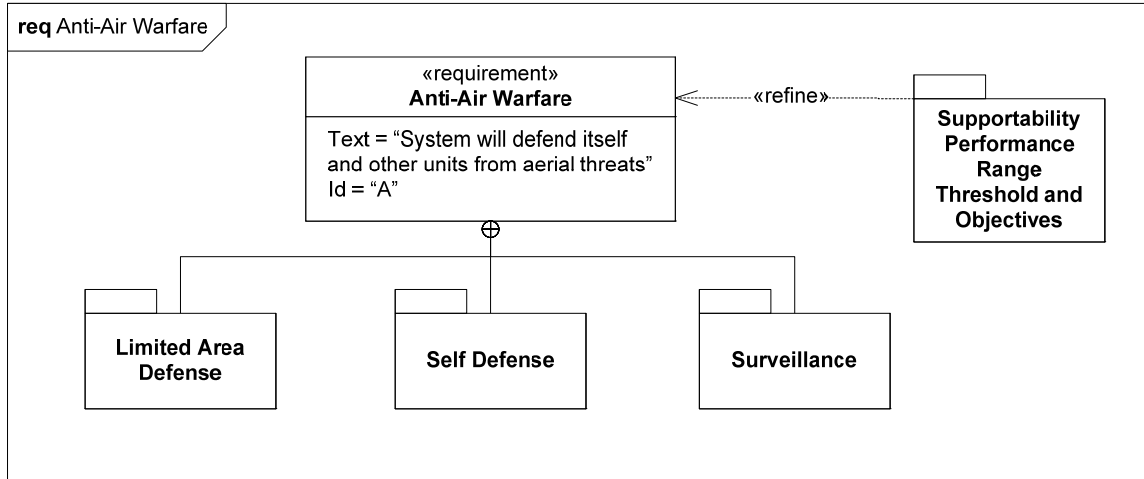 req Anti-Air Warfare
«requirement»
Anti-Air Warfare
Text = “System will defend itself
and other units from aerial threats”
Id = “A”
«refine»
Supportability
Performance
Range
Threshold and
Objectives
Limited Area
Defense
Self Defense
Surveillance